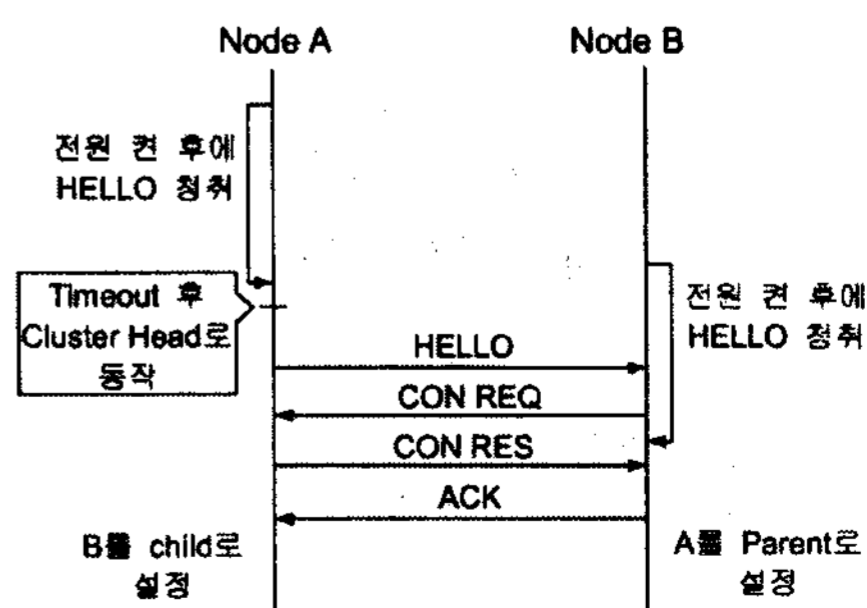 Node A
Node B
전원 켠 후에
HELLO 청취
Timeout 후
Cluster Head로
동작
전원 켠 후에
HELLO 청취
HELLO
CON REQ
CON RES
ACK
B를 child로
설정
A를 Parent로
설정